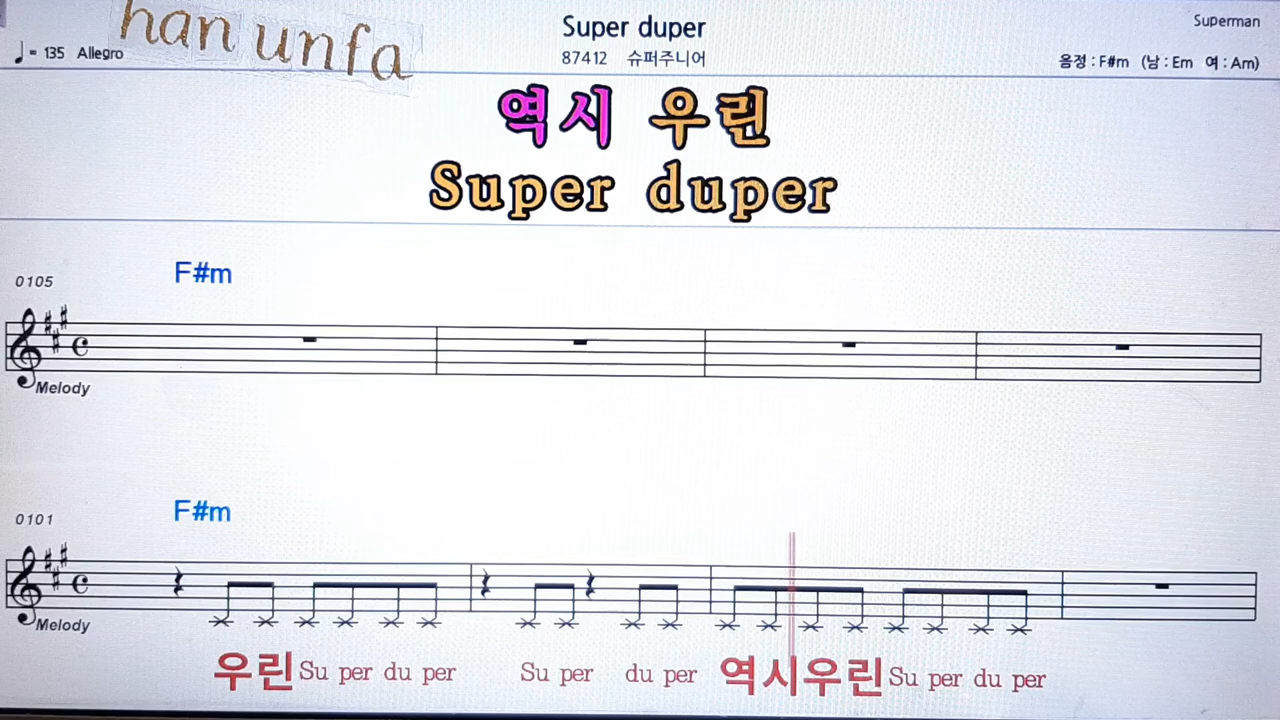 han unfa
Super duper
Superman
♩= 135 Allegro
87412 슈퍼주니어
음정 : F#m (남 : Em 여 : Am)
역시 우린
Super duper
0105
F#m
Melody
0101
F#m
Melody
우린 Su per du per Su per du per 역시우린 Su per du per